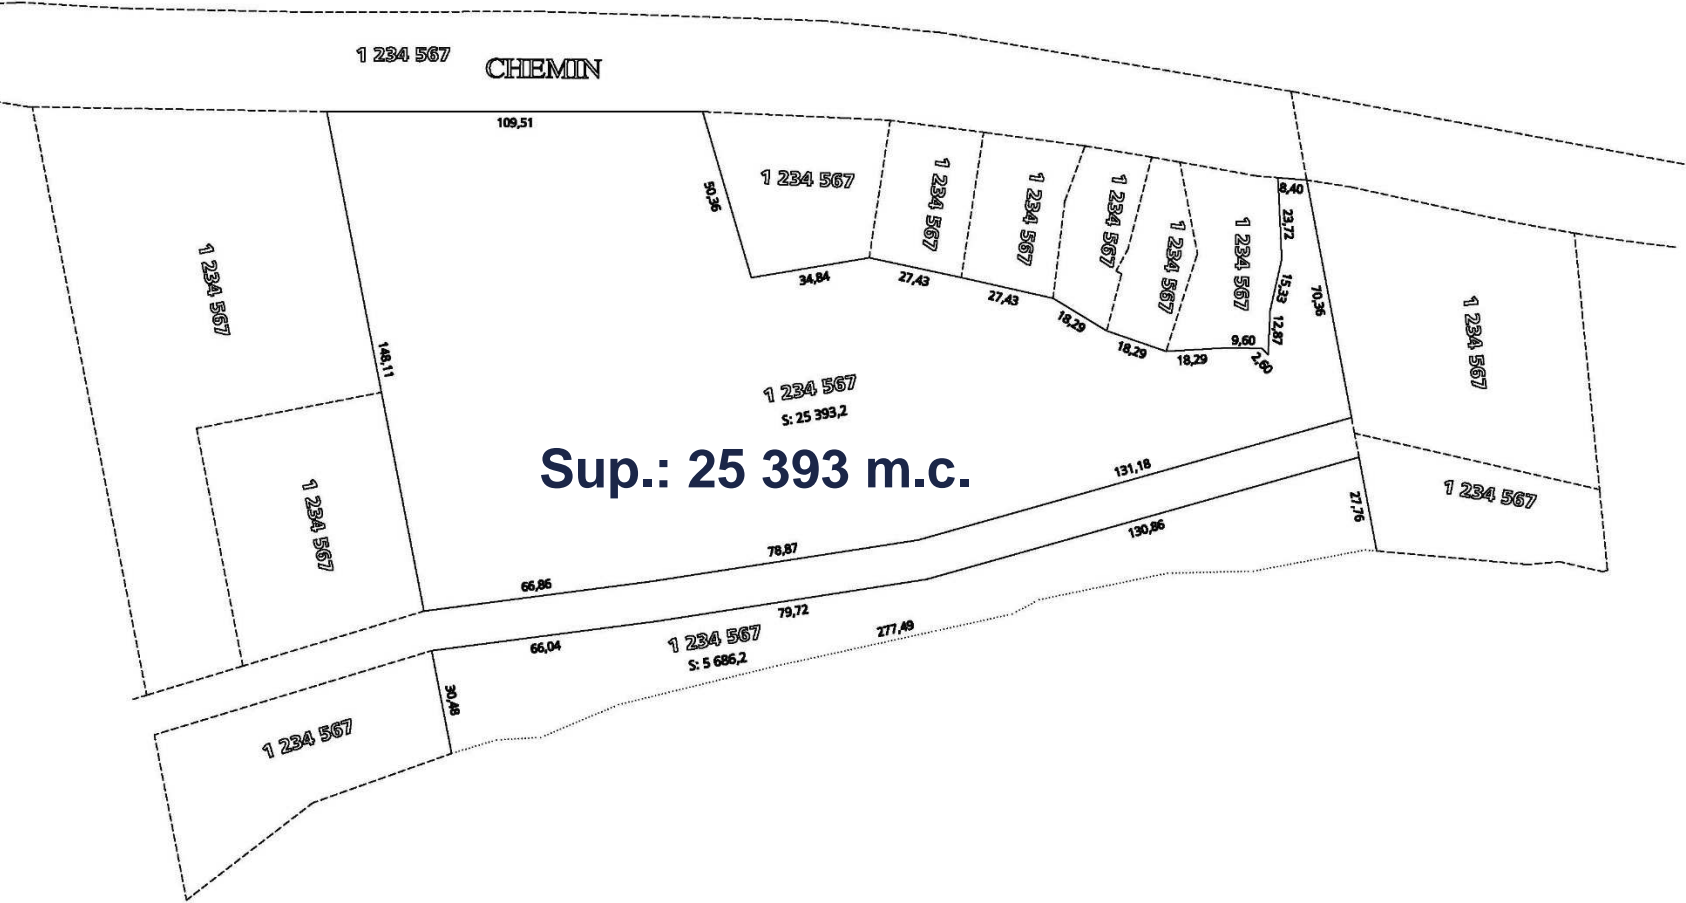 1 234 567
CHEMIN
109,51
50,36
1 234 567
1 234 567
1 234 567
1 234 567
1 234 567
1 234 567
8,40
23,72
15,33
12,87
70,36
34,84
27,43
27,43
18,29
18,29
18,29
9,60
2,60
1 234 567
148,11
1 234 567
1 234 567
S: 25 393,2
Sup.: 25 393 m.c.
131,18
1 234 567
27,76
1 234 567
78,87
130,86
66,86
79,72
277,49
66,04
1 234 567
S: 5 686,2
30,48
1 234 567